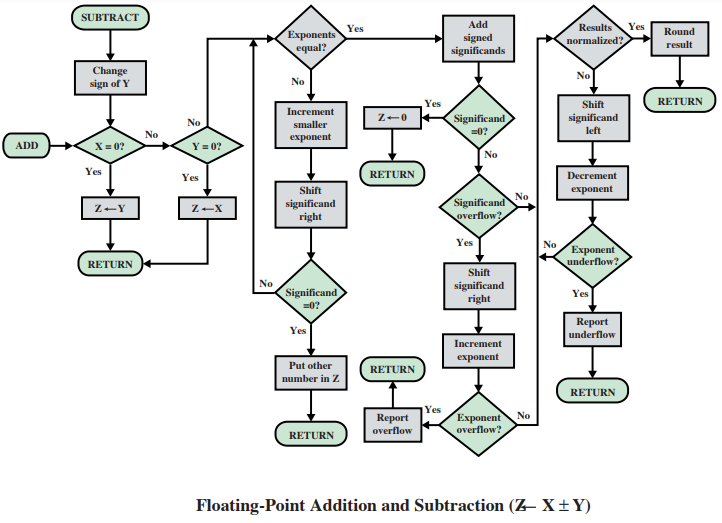 SUBTRACT
Change
sign of Y
ADD
X = 0?
No
Yes
Z←Y
RETURN
No
Y = 0?
Yes
Z←X
Exponents
equal?
Yes
No
Increment
smaller
exponent
Shift
significand
right
No
Significand
=0?
Yes
Put other
number in Z
RETURN
Add
signed
significands
Yes
Significand
=0?
No
Z←0
RETURN
Significand
overflow?
No
Yes
Shift
significand
right
Increment
exponent
Yes
Exponent
overflow?
No
Report
overflow
RETURN
Results
normalized?
Yes
No
Round
result
RETURN
Shift
significand
left
Decrement
exponent
No
Exponent
underflow?
Yes
Report
underflow
RETURN
Floating-Point Addition and Subtraction (Z← X ± Y)